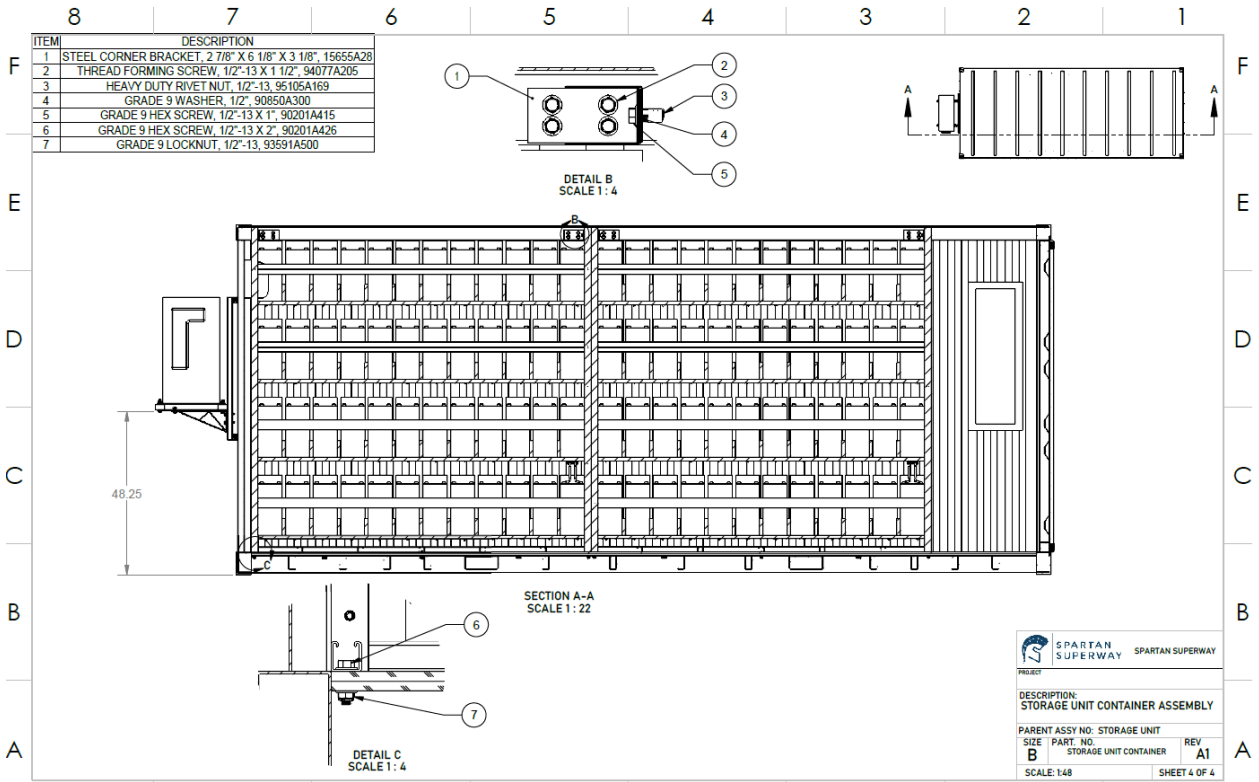 8 7 6 5 4 3 2 1
ITEM DESCRIPTION
1 STEEL CORNER BRACKET, 2 7/8" X 6 1/8" X 3 1/8", 15655A28
2 THREAD FORMING SCREW, 1/2"-13 X 1 1/2", 94077A205
3 HEAVY DUTY RIVET NUT, 1/2"-13, 95105A169
4 GRADE 9 WASHER, 1/2", 90850A300
5 GRADE 9 HEX SCREW, 1/2"-13 X 1", 90201A415
6 GRADE 9 HEX SCREW, 1/2"-13 X 2", 90201A426
7 GRADE 9 LOCKNUT, 1/2"-13, 93591A500
F F
1
2
3
4
5
A A
DETAIL B
SCALE 1 : 4
E E
B
D D
C C
48.25
C
SECTION A-A
SCALE 1 : 22
B B
6
7
DETAIL C
SCALE 1 : 4
A A
SPARTAN
SUPERWAY
SPARTAN SUPERWAY
PROJECT
DESCRIPTION:
STORAGE UNIT CONTAINER ASSEMBLY
PARENT ASSY NO: STORAGE UNIT
SIZE PART. NO. REV
B STORAGE UNIT CONTAINER A1
SCALE: 1:48 SHEET 4 OF 4